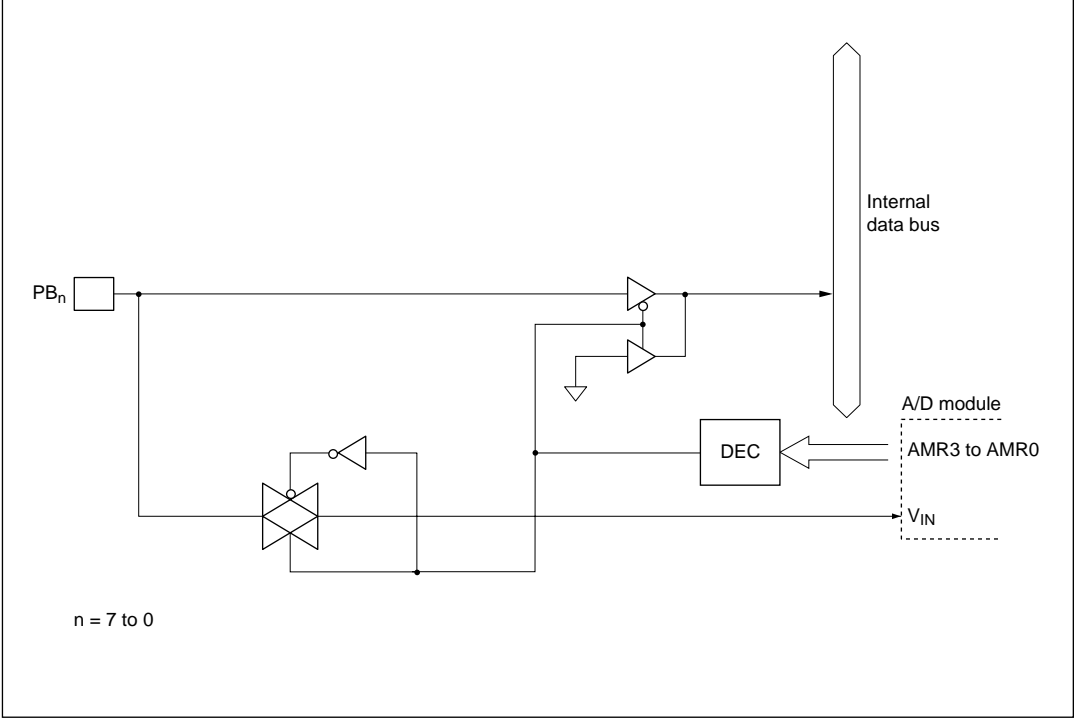 Internal
data bus
PBn
A/D module
DEC
AMR3 to AMR0
VIN
n = 7 to 0